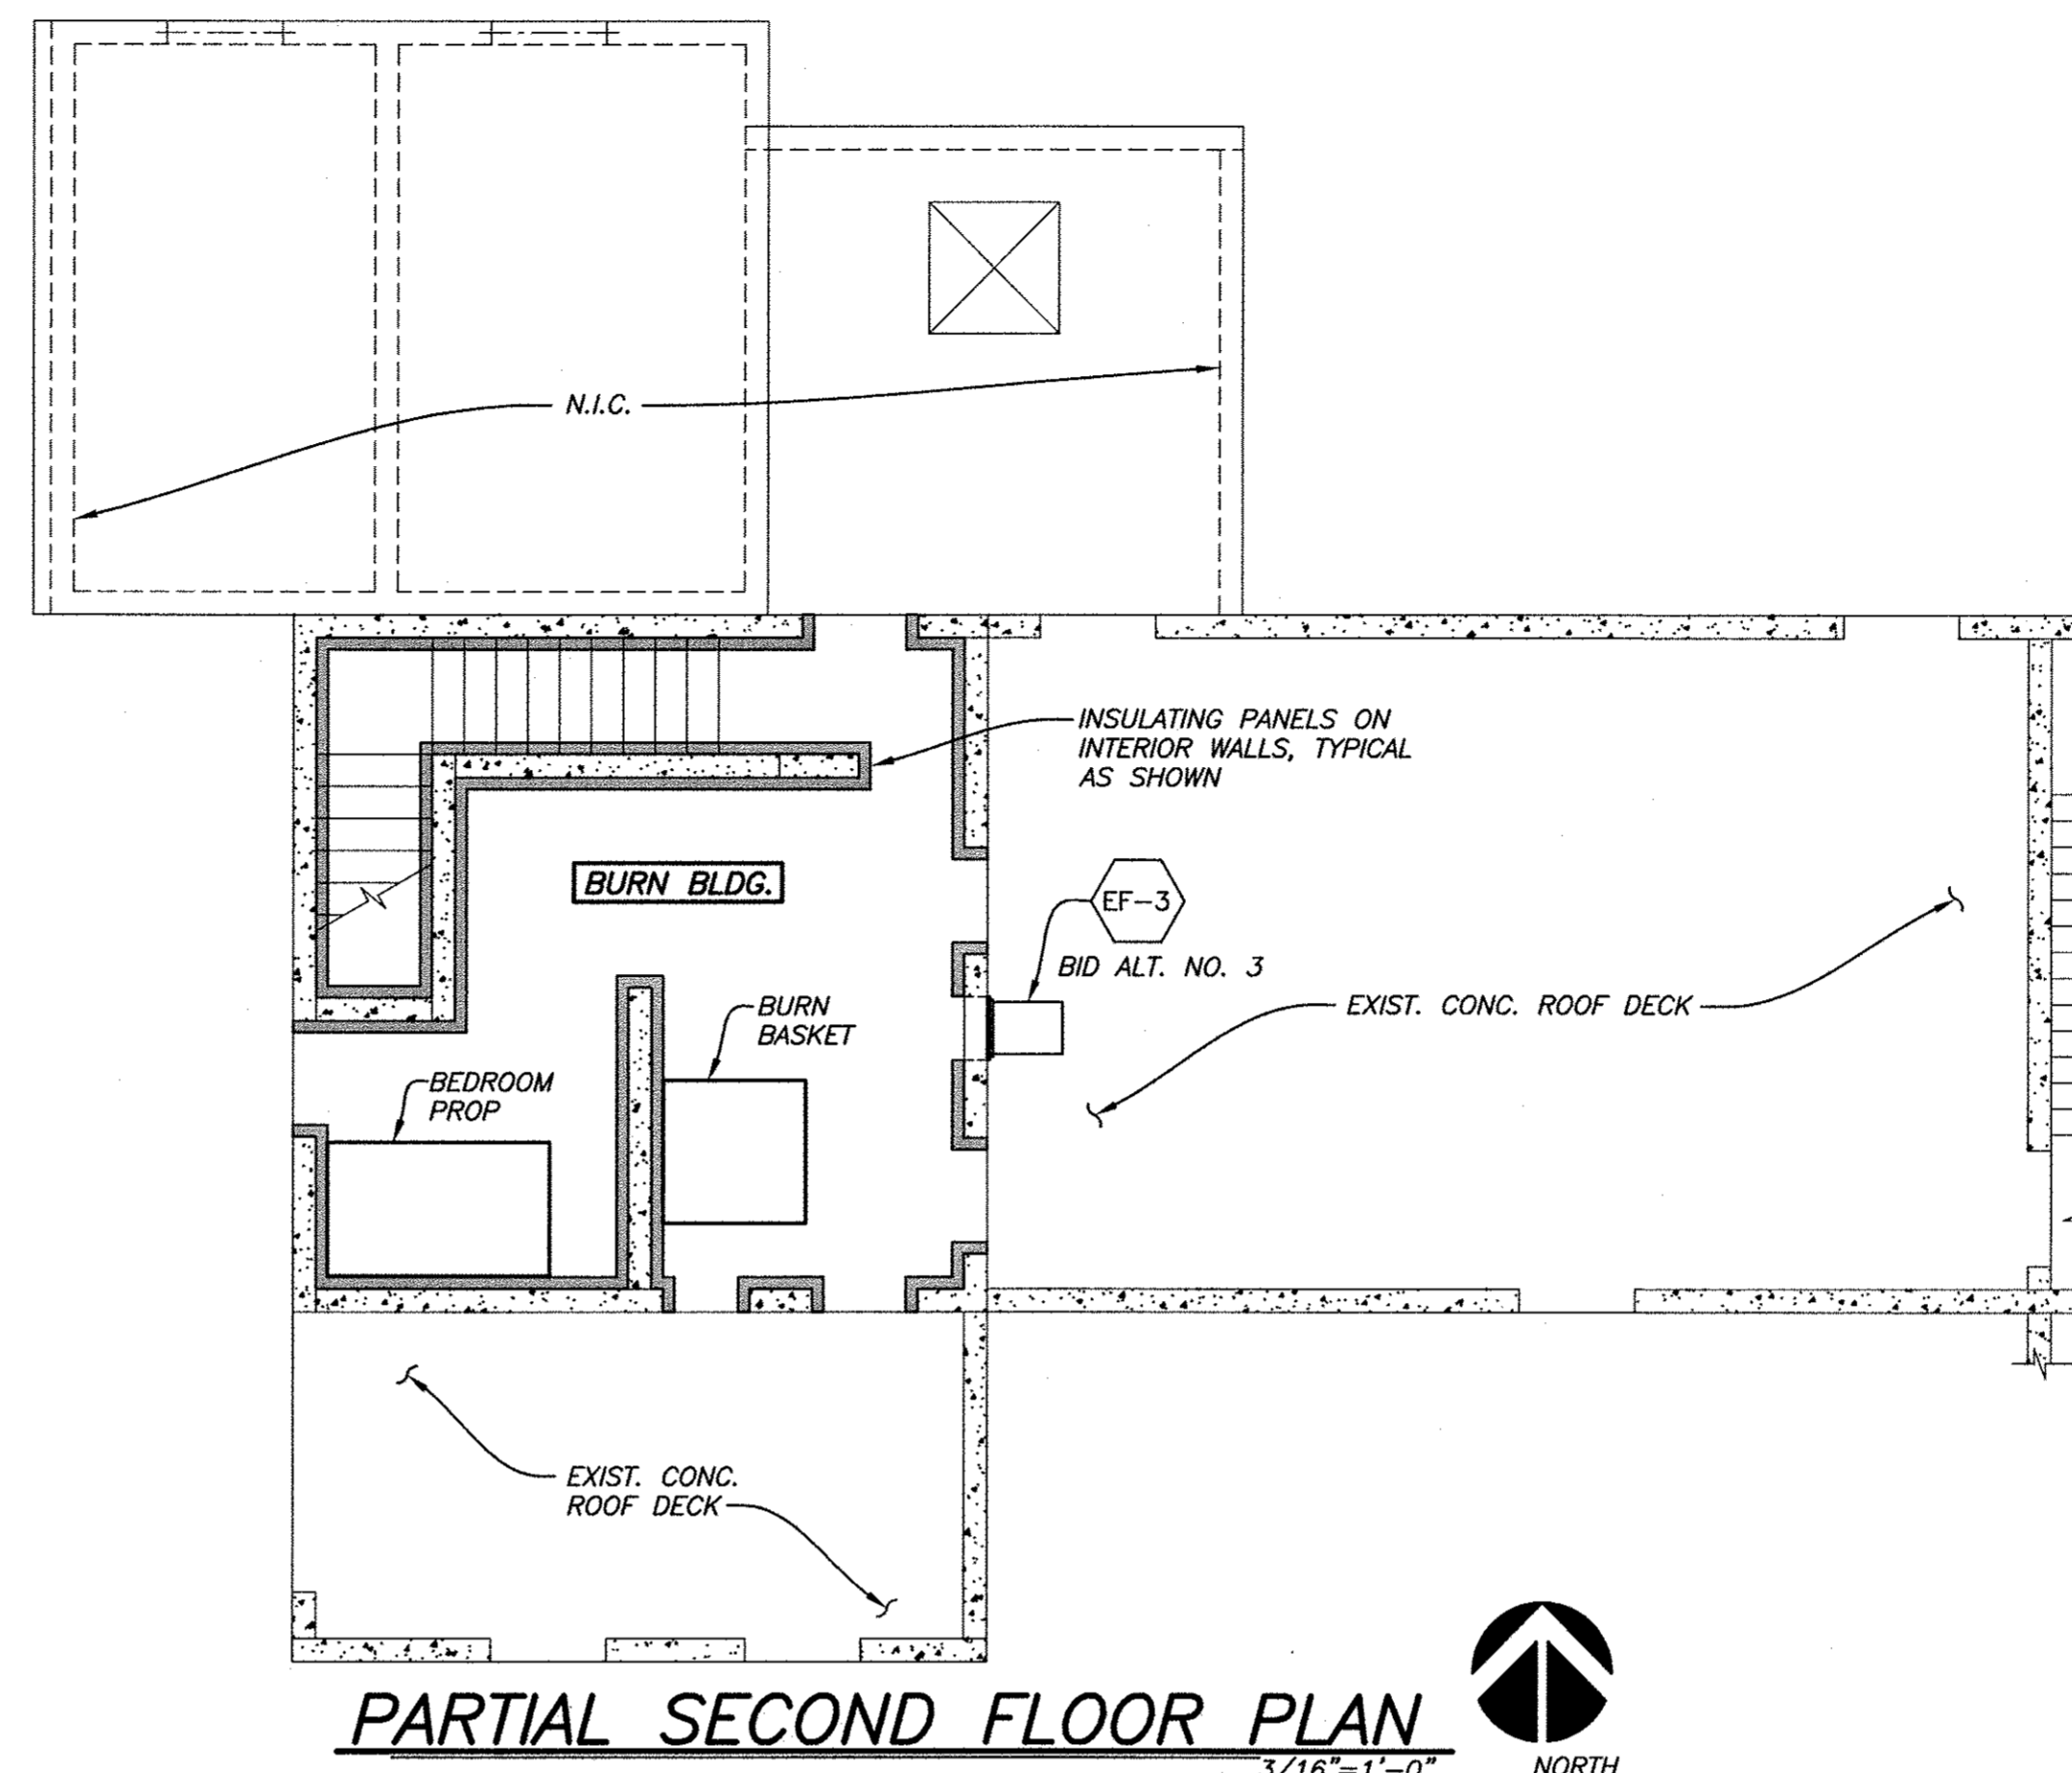 N.I.C.
INSULATING PANELS ON
INTERIOR WALLS, TYPICAL
AS SHOWN
BURN BLDG.
EF-3
BID ALT. NO. 3
EXIST. CONC. ROOF DECK
BURN
BASKET
BEDROOM
PROP
EXIST. CONC.
ROOF DECK
PARTIAL SECOND FLOOR PLAN
3/16"=1'-0"
NORTH